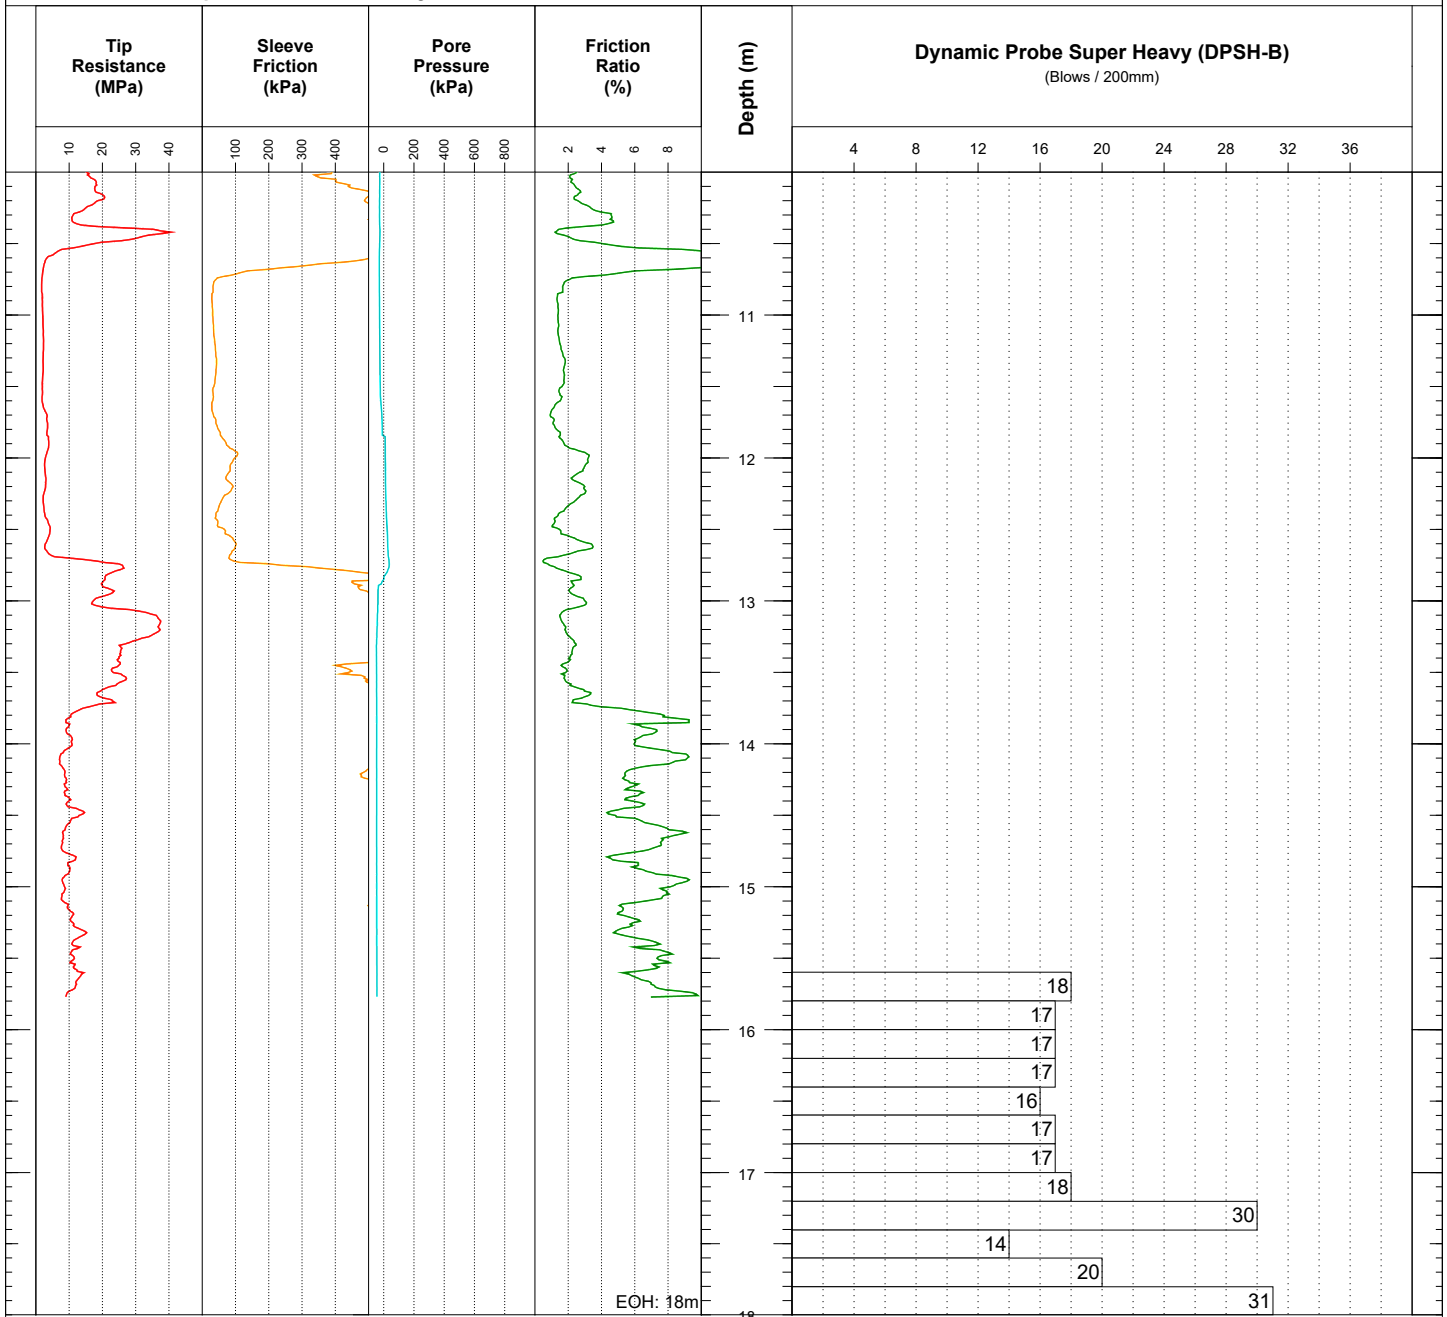 Tip
Resistance
(MPa)
Sleeve
Friction
(kPa)
Pore
Pressure
(kPa)
Friction
Ratio
(%)
Depth (m)
Dynamic Probe Super Heavy (DPSH-B)
(Blows / 200mm)
10 20 30 40
100 200 300 400
0 200 400 600 800
2 4 6 8
4 8 12 16 20 24 28 32 36
11
12
13
14
15
18
17
16
17
17
16
17
17
17
18
30
14
20
EOH: 18m
31
18